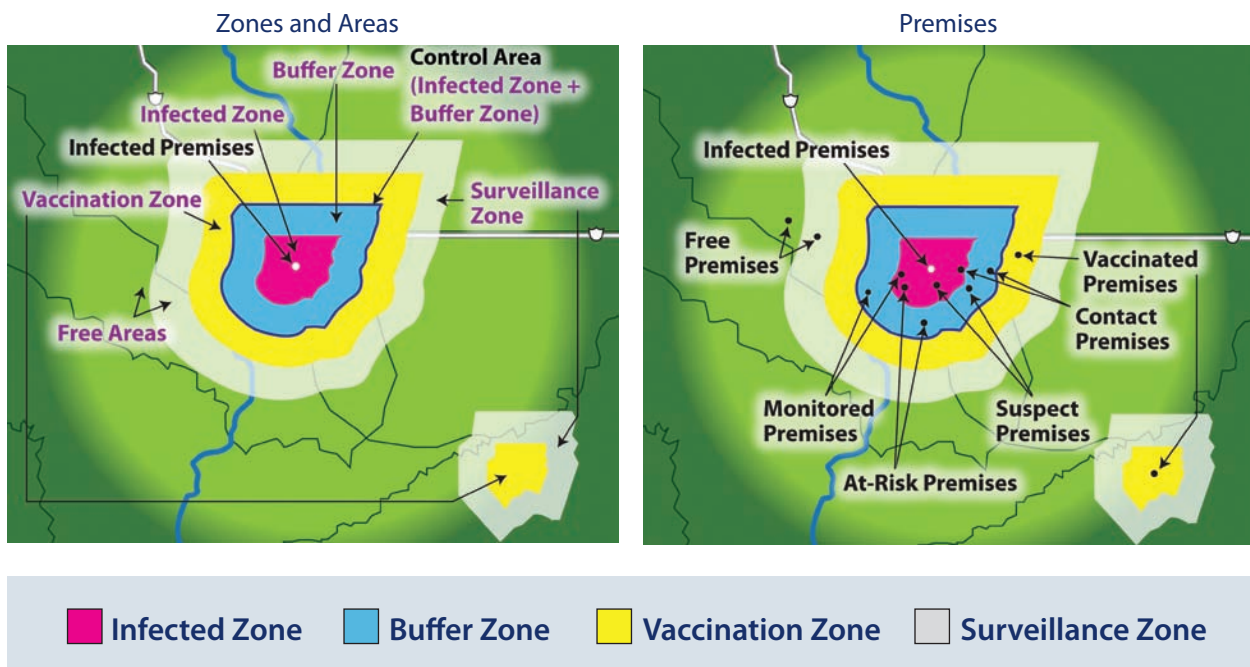 Zones and Areas
Control Area
(Infected Zone +
Buffer Zone)
Buffer Zone
Infected Zone
Infected Premises
Vaccination Zone
Surveillance
Zone
Free Areas
Premises
Infected Premises
Free
Premises
Vaccinated
Premises
Contact
Premises
Monitored
Premises
Suspect
Premises
At-Risk Premises
Infected Zone
Buffer Zone
Vaccination Zone
Surveillance Zone